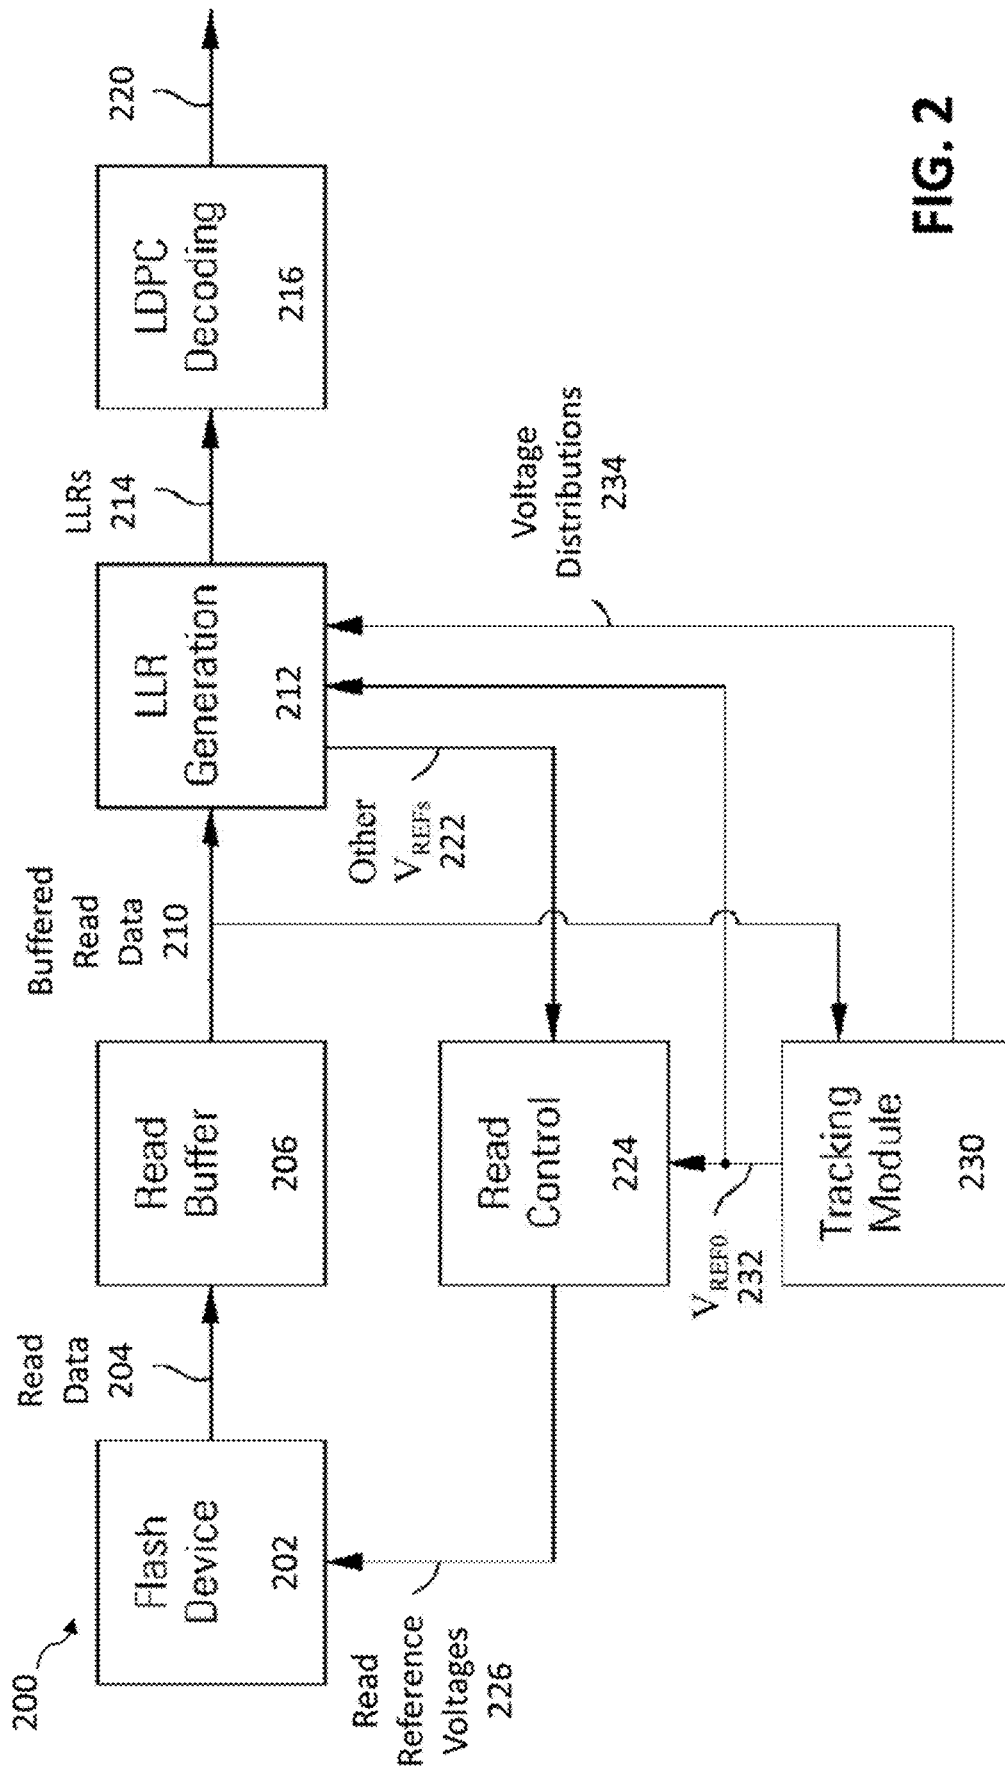 200
Flash
Device
202
Read
Data
204
Read
Buffer
206
Buffered
Read
Data
210
LLR
Generation
212
LLRs
214
LDPC
Decoding
216
220
Read
Reference
Voltages
226
Read
Control
224
Other
VREFs
222
Voltage
Distributions
234
VREF0
232
Tracking
Module
230
FIG. 2